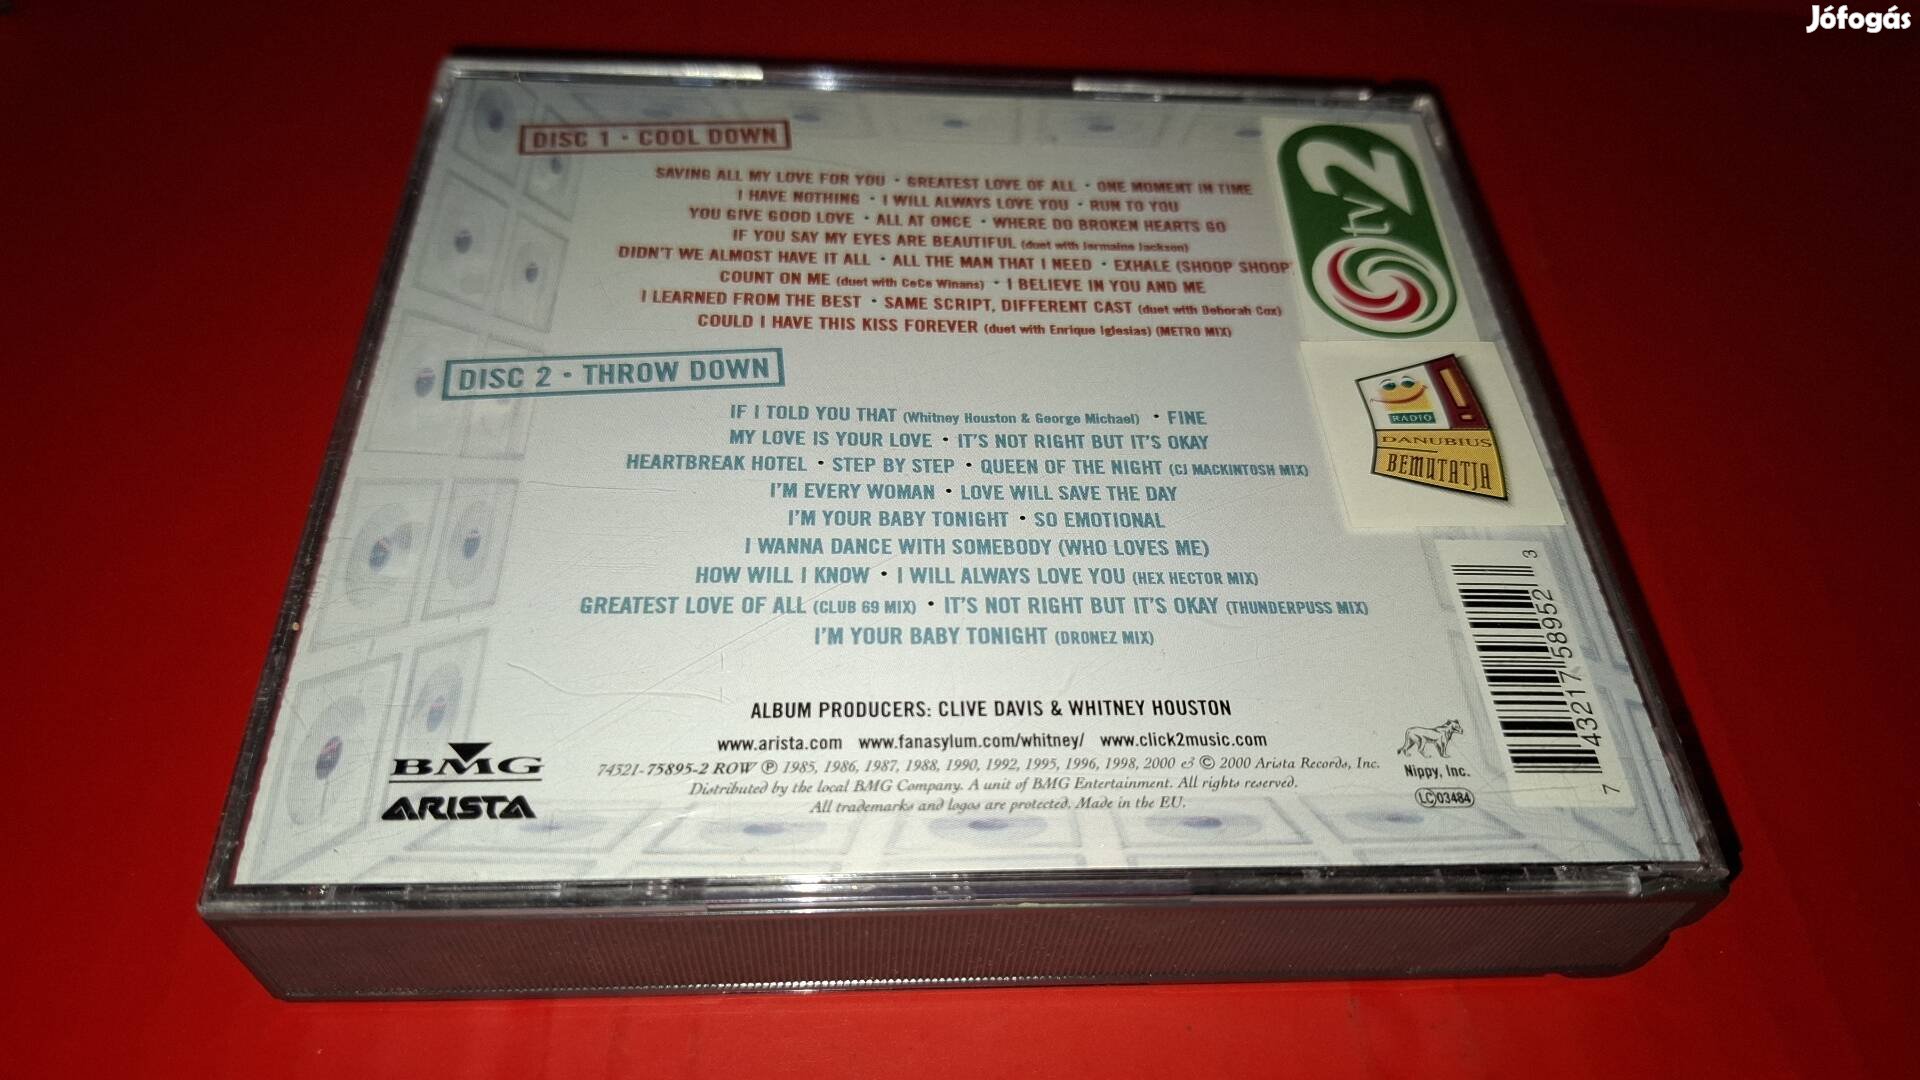 Jófogás
DISC 1 · COOL DOWN
SAVING ALL MY LOVE FOR YOU · GREATEST LOVE OF ALL · ONE MOMENT IN TIME
I HAVE NOTHING · I WILL ALWAYS LOVE YOU · RUN TO YOU
YOU GIVE GOOD LOVE · ALL AT ONCE · WHERE DO BROKEN HEARTS GO
IF YOU SAY MY EYES ARE BEAUTIFUL (duet with Jermaine Jackson)
DIDN'T WE ALMOST HAVE IT ALL · ALL THE MAN THAT I NEED · EXHALE (SHOOP SHOOP
COUNT ON ME (duet with CeCe Winans) · I BELIEVE IN YOU AND ME
I LEARNED FROM THE BEST · SAME SCRIPT, DIFFERENT CAST (duet with Deborah Cox)
COULD I HAVE THIS KISS FOREVER (duet with Enrique Iglesias) (METRO MIX)
tv2
DISC 2 · THROW DOWN
IF I TOLD YOU THAT (Whitney Houston & George Michael) · FINE
MY LOVE IS YOUR LOVE · IT'S NOT RIGHT BUT IT'S OKAY
HEARTBREAK HOTEL · STEP BY STEP · QUEEN OF THE NIGHT (CJ MACKINTOSH MIX)
I'M EVERY WOMAN · LOVE WILL SAVE THE DAY
I'M YOUR BABY TONIGHT · SO EMOTIONAL
I WANNA DANCE WITH SOMEBODY (WHO LOVES ME)
HOW WILL I KNOW · I WILL ALWAYS LOVE YOU (HEX HECTOR MIX)
GREATEST LOVE OF ALL (CLUB 69 MIX) · IT'S NOT RIGHT BUT IT'S OKAY (THUNDERPUSS MIX)
I'M YOUR BABY TONIGHT (DRONEZ MIX)
RADIO
!
DANUBIUS
BEMUTATJA
ALBUM PRODUCERS: CLIVE DAVIS & WHITNEY HOUSTON
www.arista.com www.fanasylum.com/whitney/ www.click2music.com
74321-75895-2 ROW ℗ 1985, 1986, 1987, 1988, 1990, 1992, 1995, 1996, 1998, 2000 & © 2000 Arista Records, Inc.
Distributed by the local BMG Company. A unit of BMG Entertainment. All rights reserved.
All trademarks and logos are protected. Made in the EU.
BMG
ARISTA
Nippy, Inc.
LC 03484
7 43217 58952 3